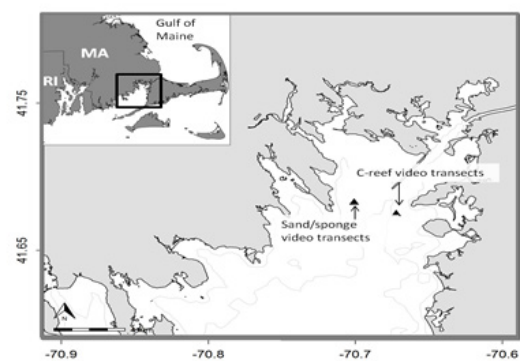 Gulf of
Maine
MA
RI
41.75
C-reef video transects
Sand/sponge
video transects
41.65
N
-70.9
-70.8
-70.7
-70.6